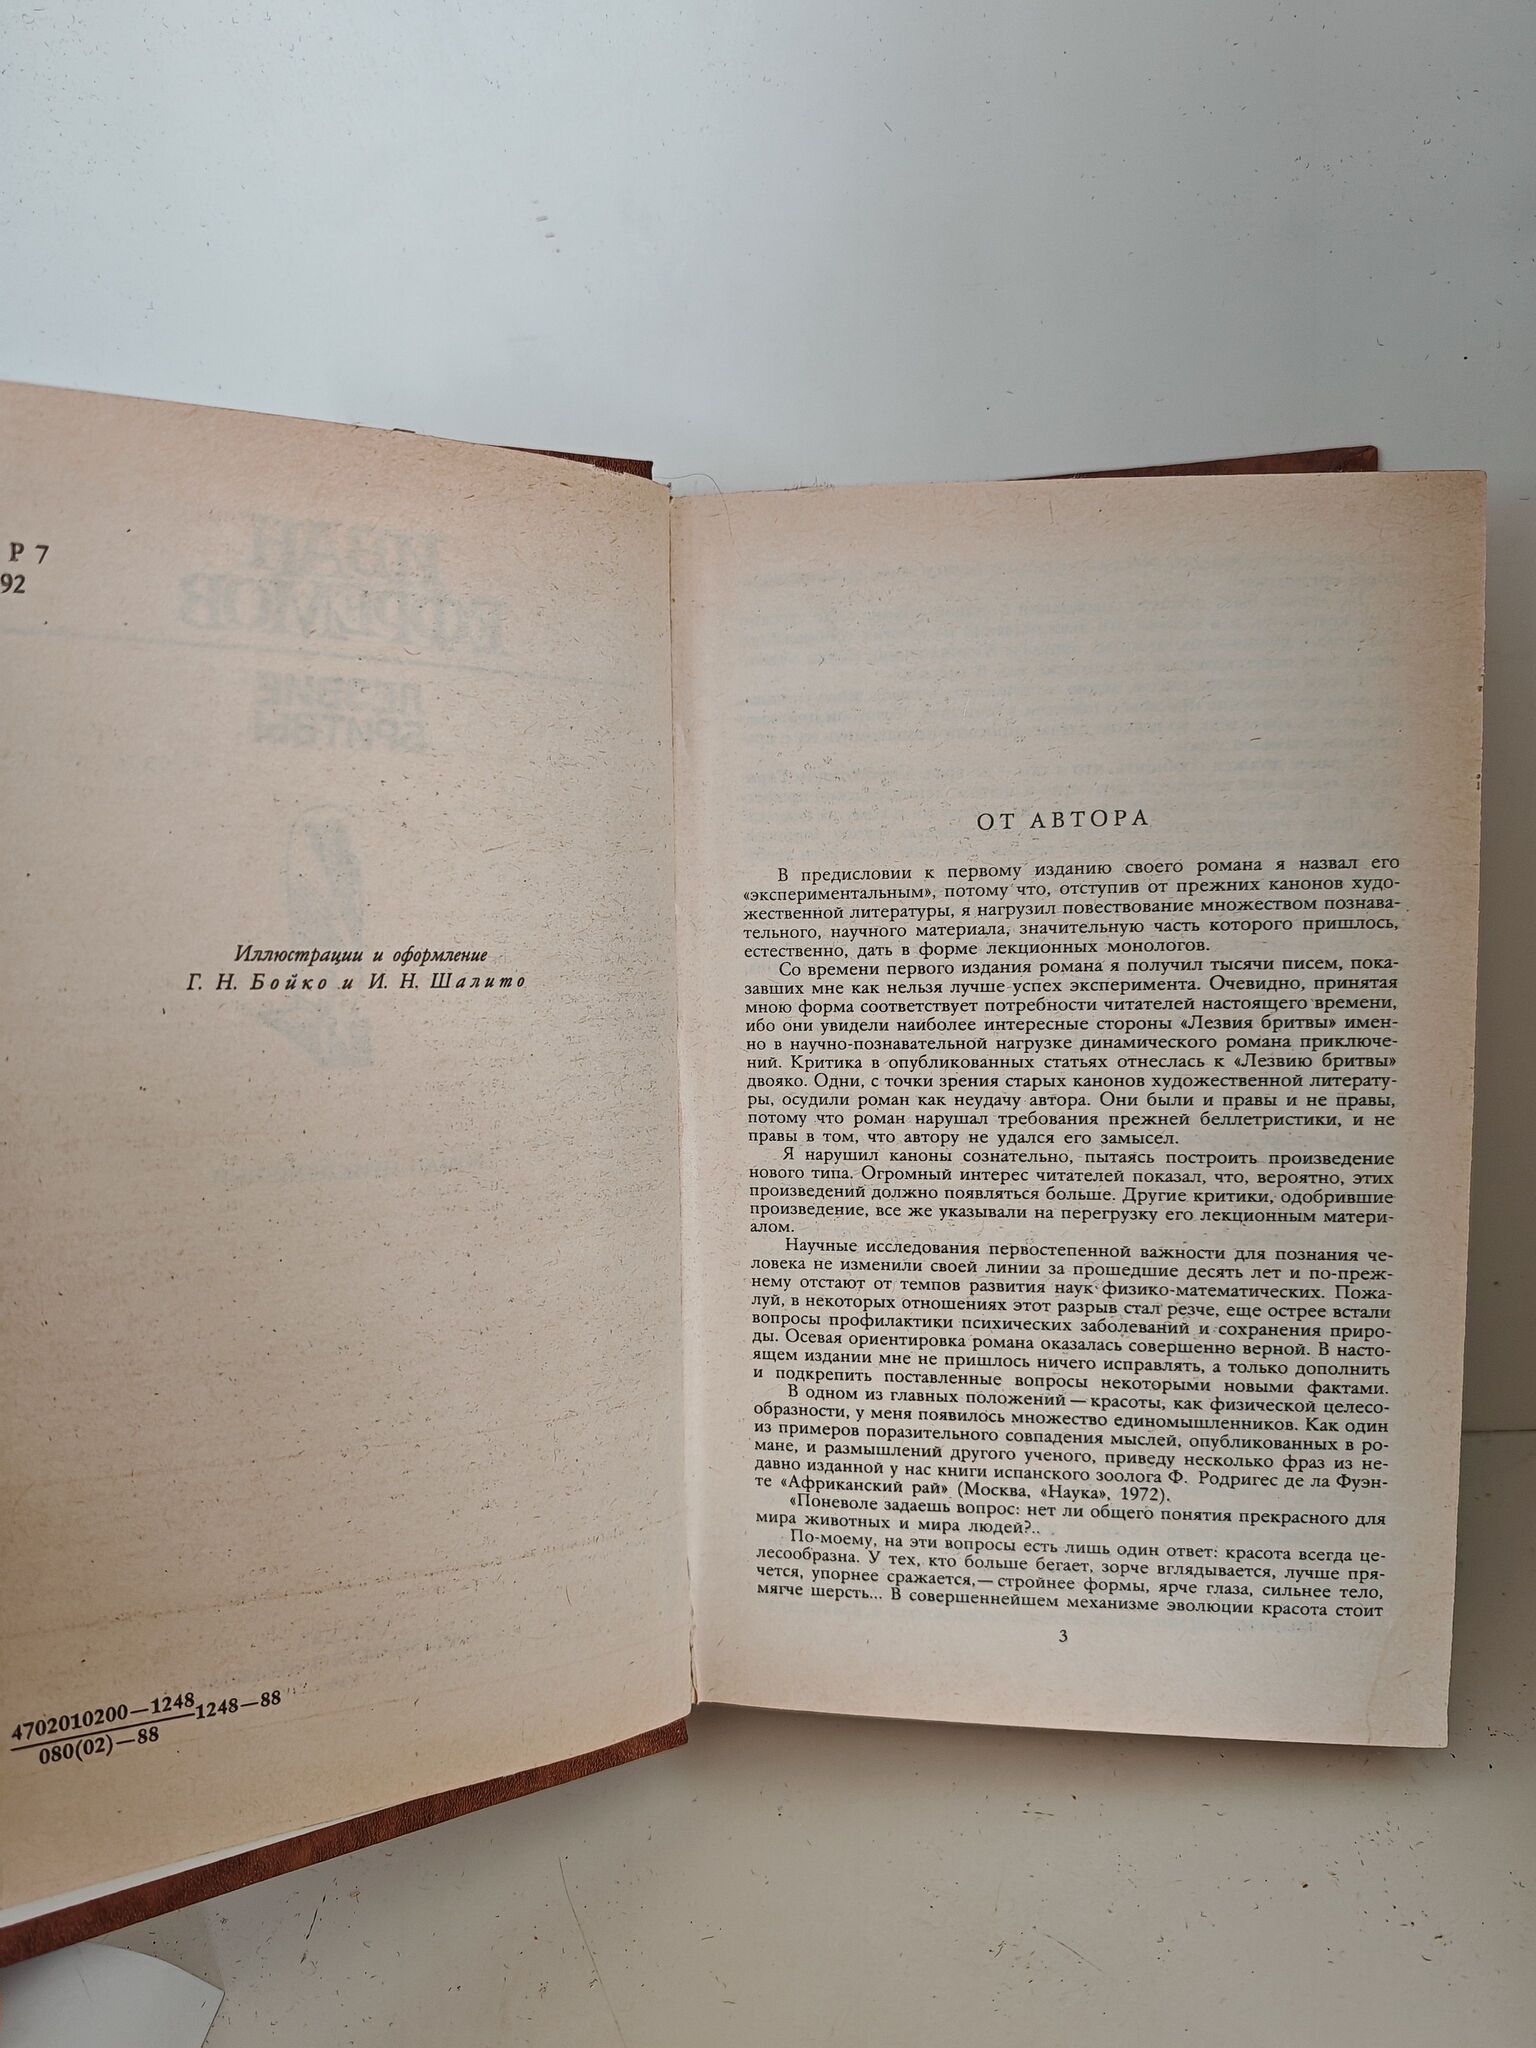 Р 7
92
Иллюстрации и оформление
Г. Н. Бойко и И. Н. Шалито
4702010200—1248
080(02)—88
1248—88
ОТ АВТОРА
В предисловии к первому изданию своего романа я назвал его
«экспериментальным», потому что, отступив от прежних канонов худо-
жественной литературы, я нагрузил повествование множеством познава-
тельного, научного материала, значительную часть которого пришлось,
естественно, дать в форме лекционных монологов.
Со времени первого издания романа я получил тысячи писем, пока-
завших мне как нельзя лучше успех эксперимента. Очевидно, принятая
мною форма соответствует потребности читателей настоящего времени,
ибо они увидели наиболее интересные стороны «Лезвия бритвы» имен-
но в научно-познавательной нагрузке динамического романа приключе-
ний. Критика в опубликованных статьях отнеслась к «Лезвию бритвы»
двояко. Одни, с точки зрения старых канонов художественной литерату-
ры, осудили роман как неудачу автора. Они были и правы и не правы,
потому что роман нарушал требования прежней беллетристики, и не
правы в том, что автору не удался его замысел.
Я нарушил каноны сознательно, пытаясь построить произведение
нового типа. Огромный интерес читателей показал, что, вероятно, этих
произведений должно появляться больше. Другие критики, одобрившие
произведение, все же указывали на перегрузку его лекционным матери-
алом.
Научные исследования первостепенной важности для познания че-
ловека не изменили своей линии за прошедшие десять лет и по-преж-
нему отстают от темпов развития наук физико-математических. Пожа-
луй, в некоторых отношениях этот разрыв стал резче, еще острее встали
вопросы профилактики психических заболеваний и сохранения приро-
ды. Осевая ориентировка романа оказалась совершенно верной. В насто-
ящем издании мне не пришлось ничего исправлять, а только дополнить
и подкрепить поставленные вопросы некоторыми новыми фактами.
В одном из главных положений — красоты, как физической целесо-
образности, у меня появилось множество единомышленников. Как один
из примеров поразительного совпадения мыслей, опубликованных в ро-
мане, и размышлений другого ученого, приведу несколько фраз из не-
давно изданной у нас книги испанского зоолога Ф. Родригес де ла Фуэн-
те «Африканский рай» (Москва, «Наука», 1972).
«Поневоле задаешь вопрос: нет ли общего понятия прекрасного для
мира животных и мира людей?..
По-моему, на эти вопросы есть лишь один ответ: красота всегда це-
лесообразна. У тех, кто больше бегает, зорче вглядывается, лучше пря-
чется, упорнее сражается,— стройнее формы, ярче глаза, сильнее тело,
мягче шерсть... В совершеннейшем механизме эволюции красота стоит
3